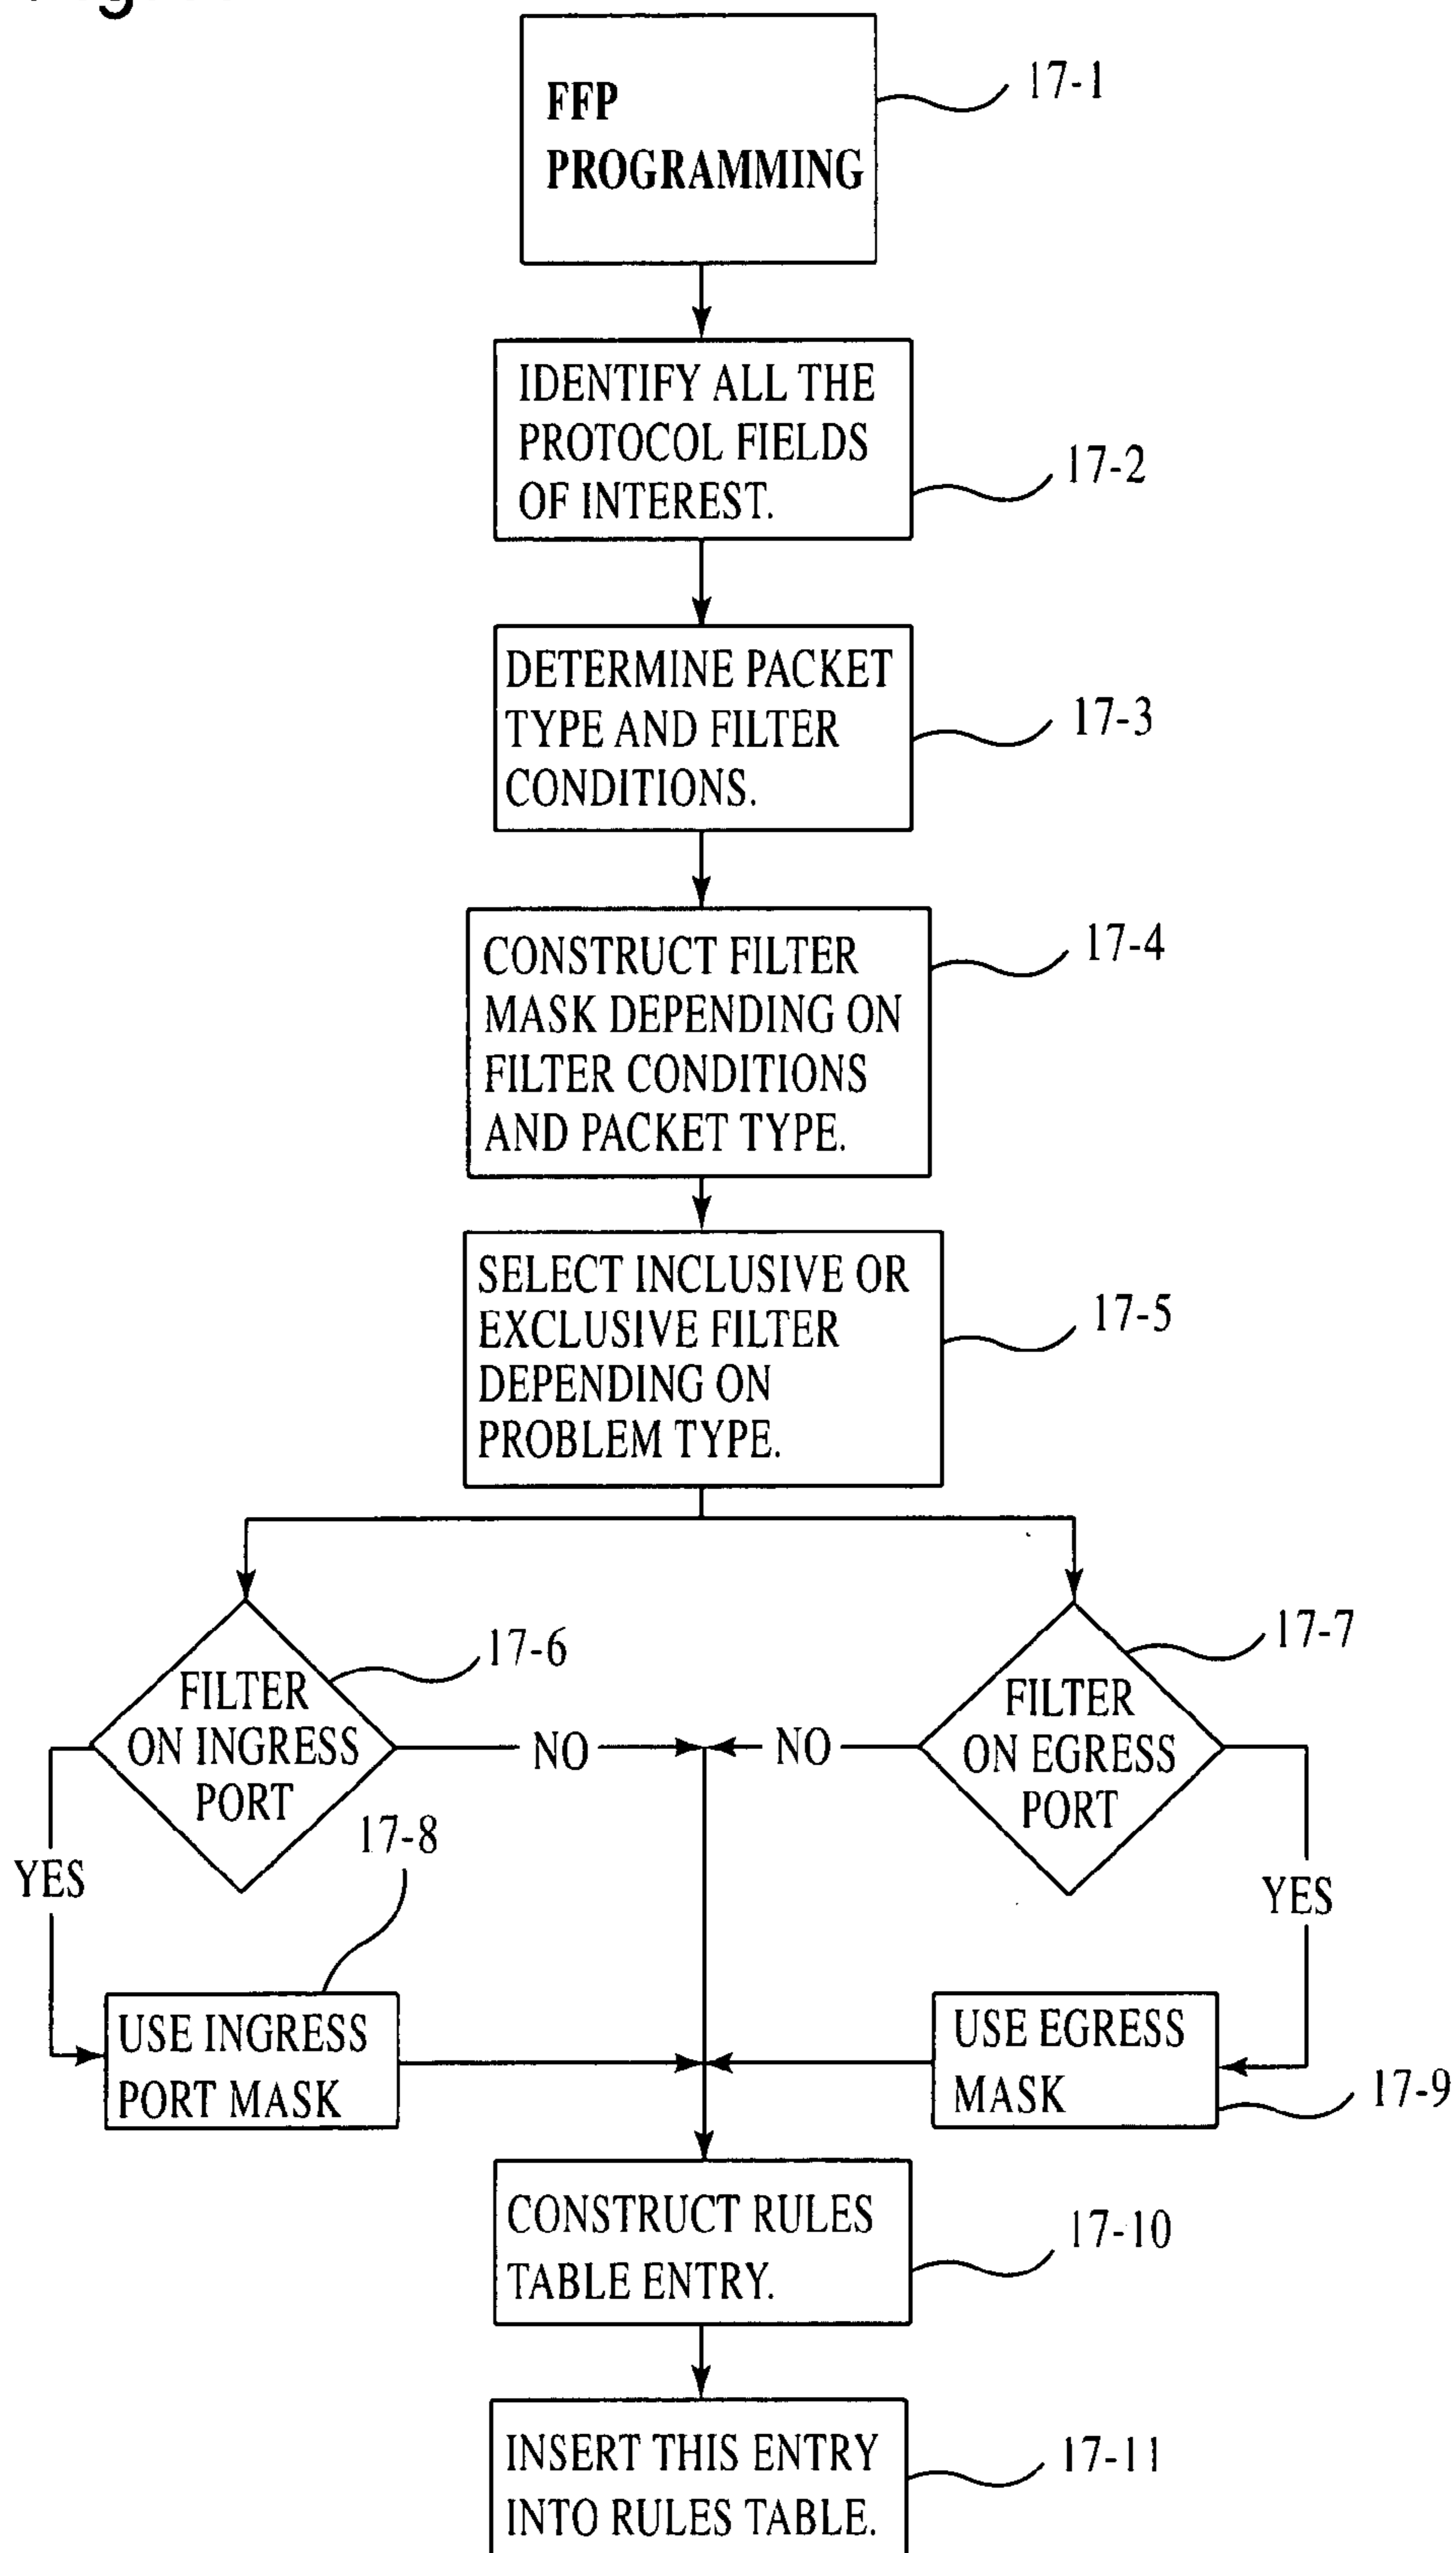 FFP
PROGRAMMING
17-1
IDENTIFY ALL THE
PROTOCOL FIELDS
OF INTEREST.
17-2
DETERMINE PACKET
TYPE AND FILTER
CONDITIONS.
17-3
CONSTRUCT FILTER
MASK DEPENDING ON
FILTER CONDITIONS
AND PACKET TYPE.
17-4
SELECT INCLUSIVE OR
EXCLUSIVE FILTER
DEPENDING ON
PROBLEM TYPE.
17-5
FILTER
ON INGRESS
PORT
17-6
NO
NO
FILTER
ON EGRESS
PORT
17-7
YES
17-8
YES
USE INGRESS
PORT MASK
USE EGRESS
MASK
17-9
CONSTRUCT RULES
TABLE ENTRY.
17-10
INSERT THIS ENTRY
INTO RULES TABLE.
17-11